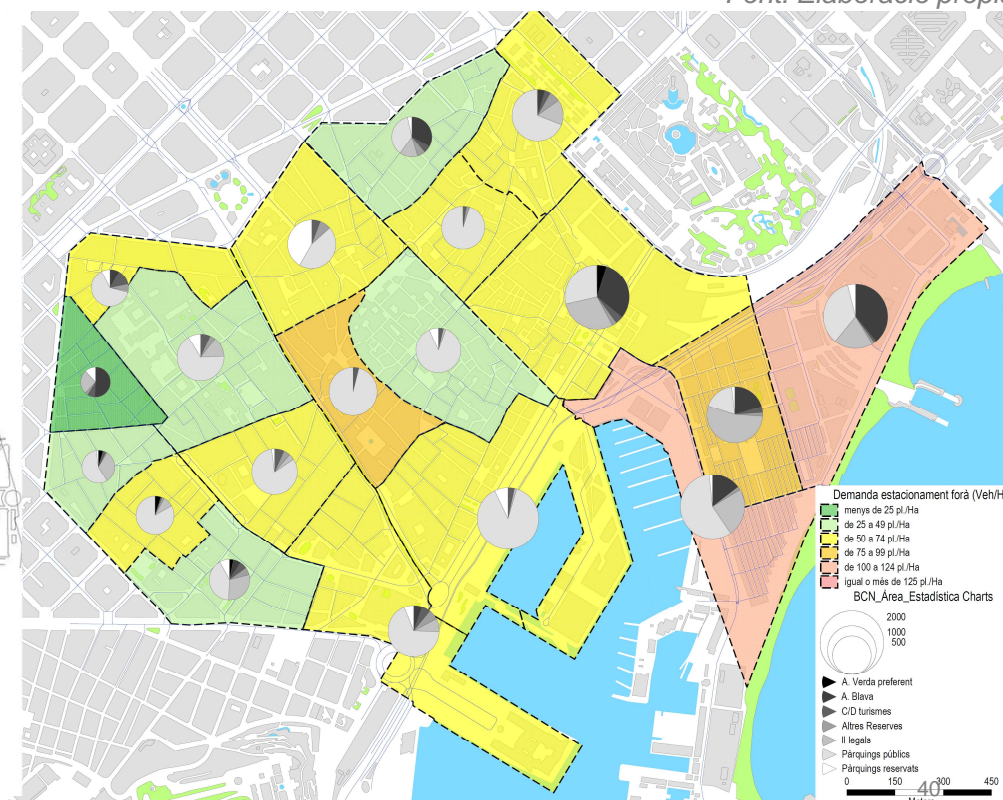 Font: Elaboració
Demanda estacionament forà (Veh/H
menys de 25 pl./Ha
de 25 a 49 pl./Ha
de 50 a 74 pl./Ha
de 75 a 99 pl./Ha
de 100 a 124 pl./Ha
igual o més de 125 pl./Ha
BCN_Área_Estadística Charts
2000
1000
500
A. Verda preferent
A. Blava
C/D turismes
Altres Reserves
Il legals
Pàrquings públics
Pàrquings reservats
0 150 300 450
40